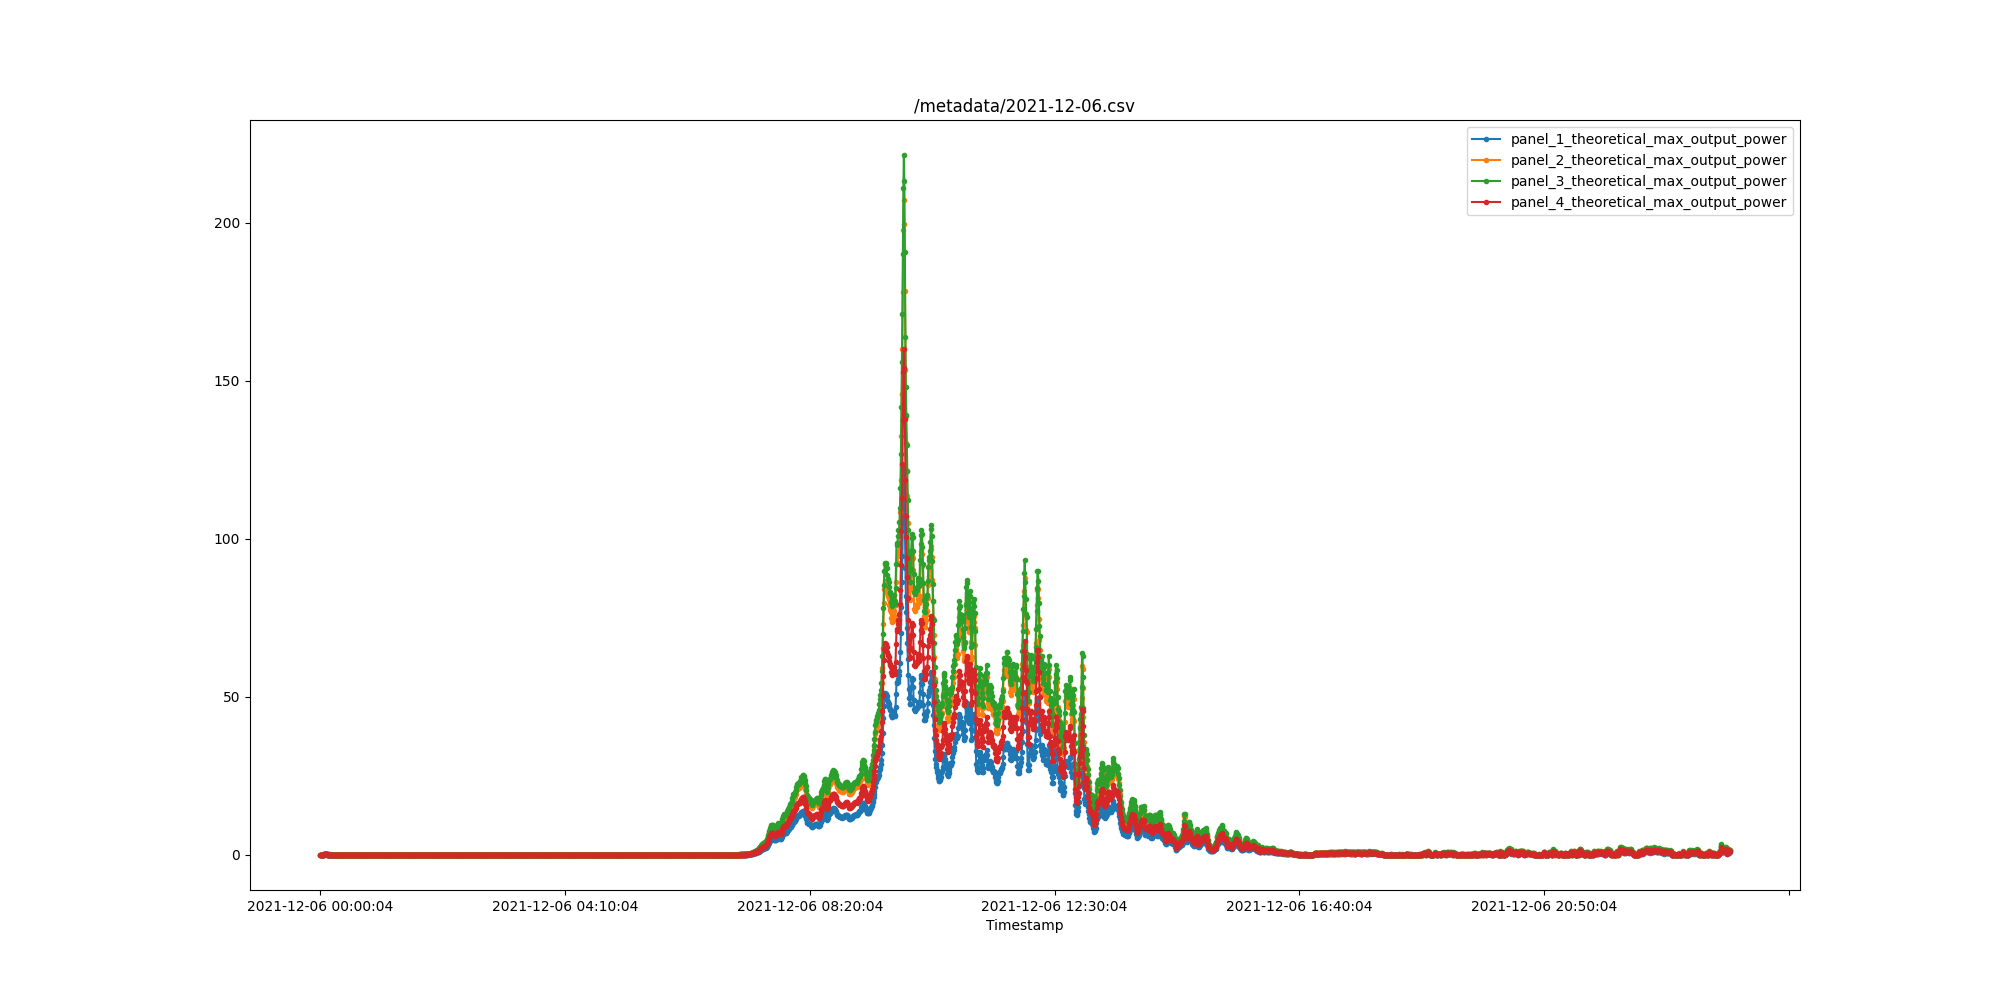 /metadata/2021-12-06.csv
panel_1_theoretical_max_output_power
panel_2_theoretical_max_output_power
panel_3_theoretical_max_output_power
panel_4_theoretical_max_output_power
200
150
100
50
0
2021-12-06 00:00:04 2021-12-06 04:10:04 2021-12-06 08:20:04 2021-12-06 12:30:04 2021-12-06 16:40:04 2021-12-06 20:50:04
Timestamp